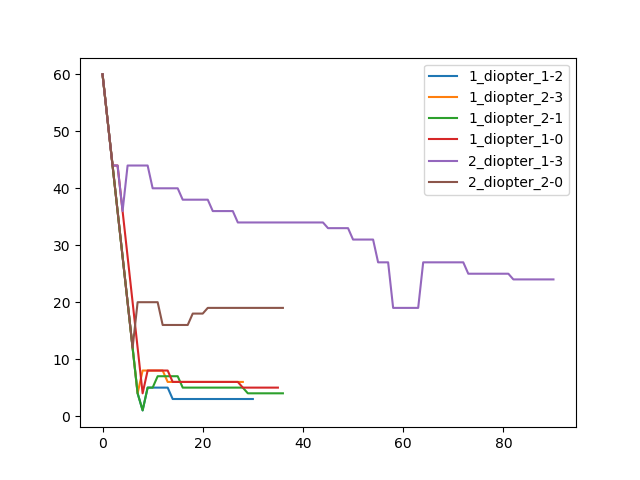 60
50
40
30
20
10
0
0 20 40 60 80
1_diopter_1-2
1_diopter_2-3
1_diopter_2-1
1_diopter_1-0
2_diopter_1-3
2_diopter_2-0